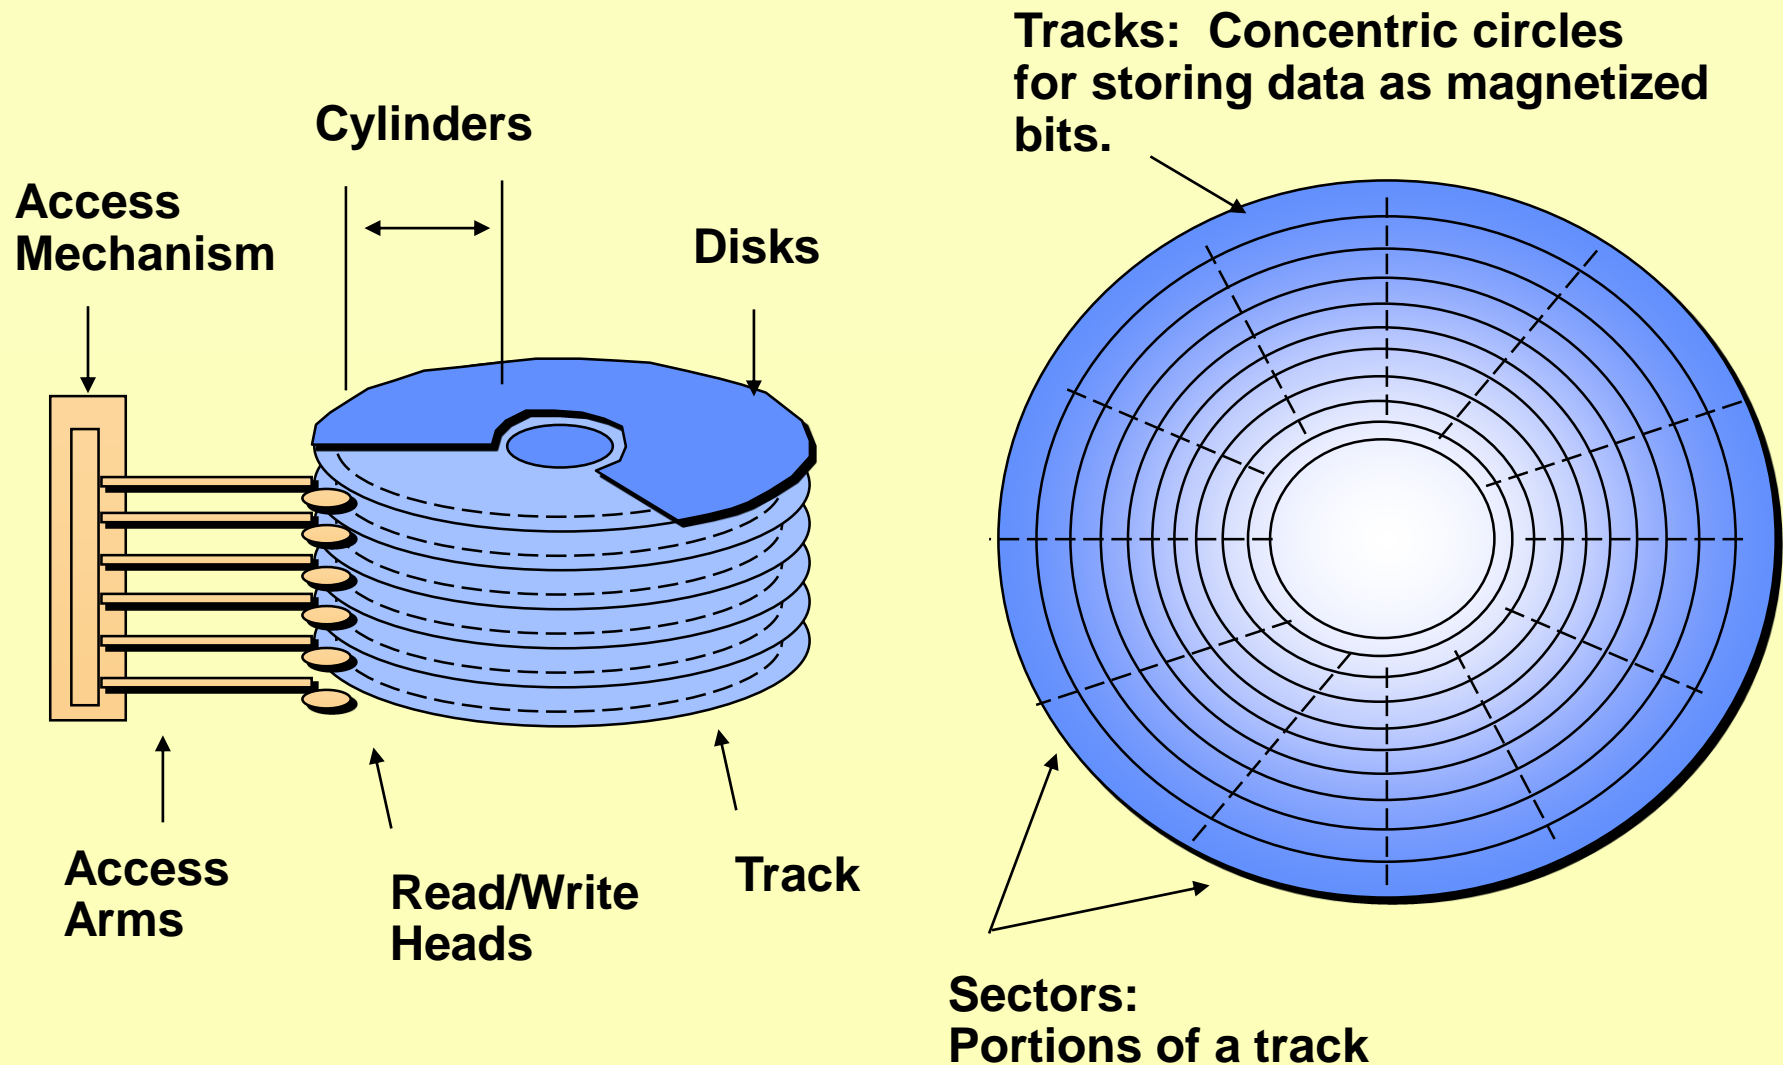 Tracks: Concentric circles
for storing data as magnetized
bits.
Cylinders
Access
Mechanism
Disks
Access
Arms
Read/Write
Heads
Track
Sectors:
Portions of a track